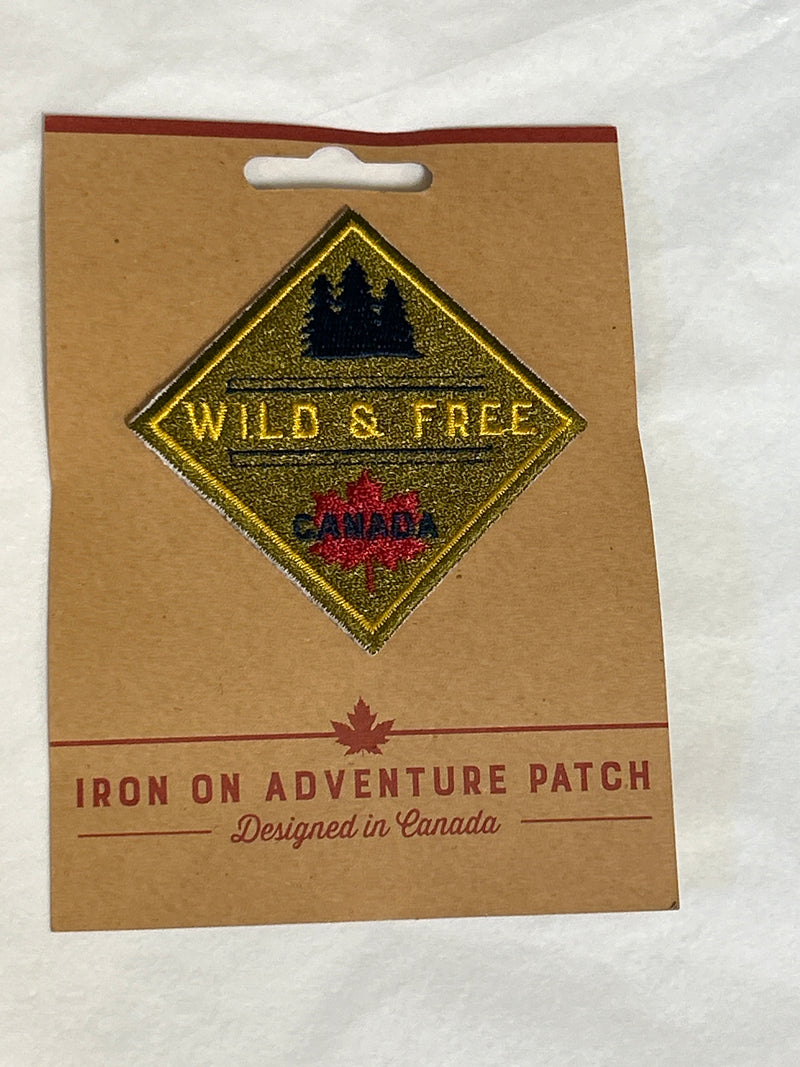 WILD & FREE
CANADA
IRON ON ADVENTURE PATCH
Designed in Canada